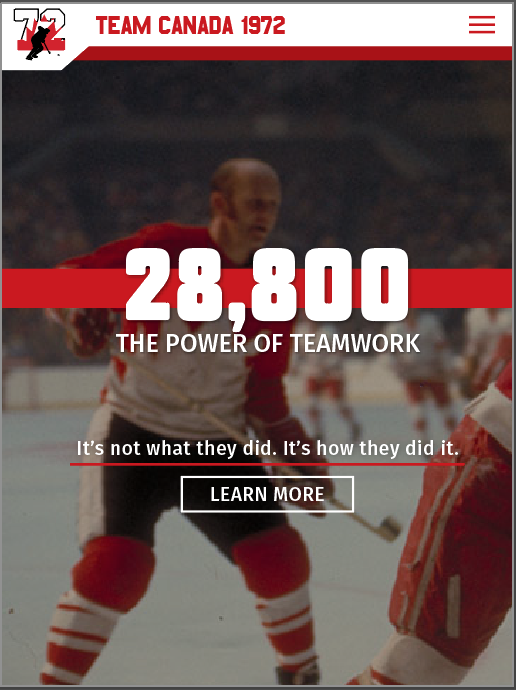 72
TEAM CANADA 1972
28,800
THE POWER OF TEAMWORK
It’s not what they did. It’s how they did it.
LEARN MORE